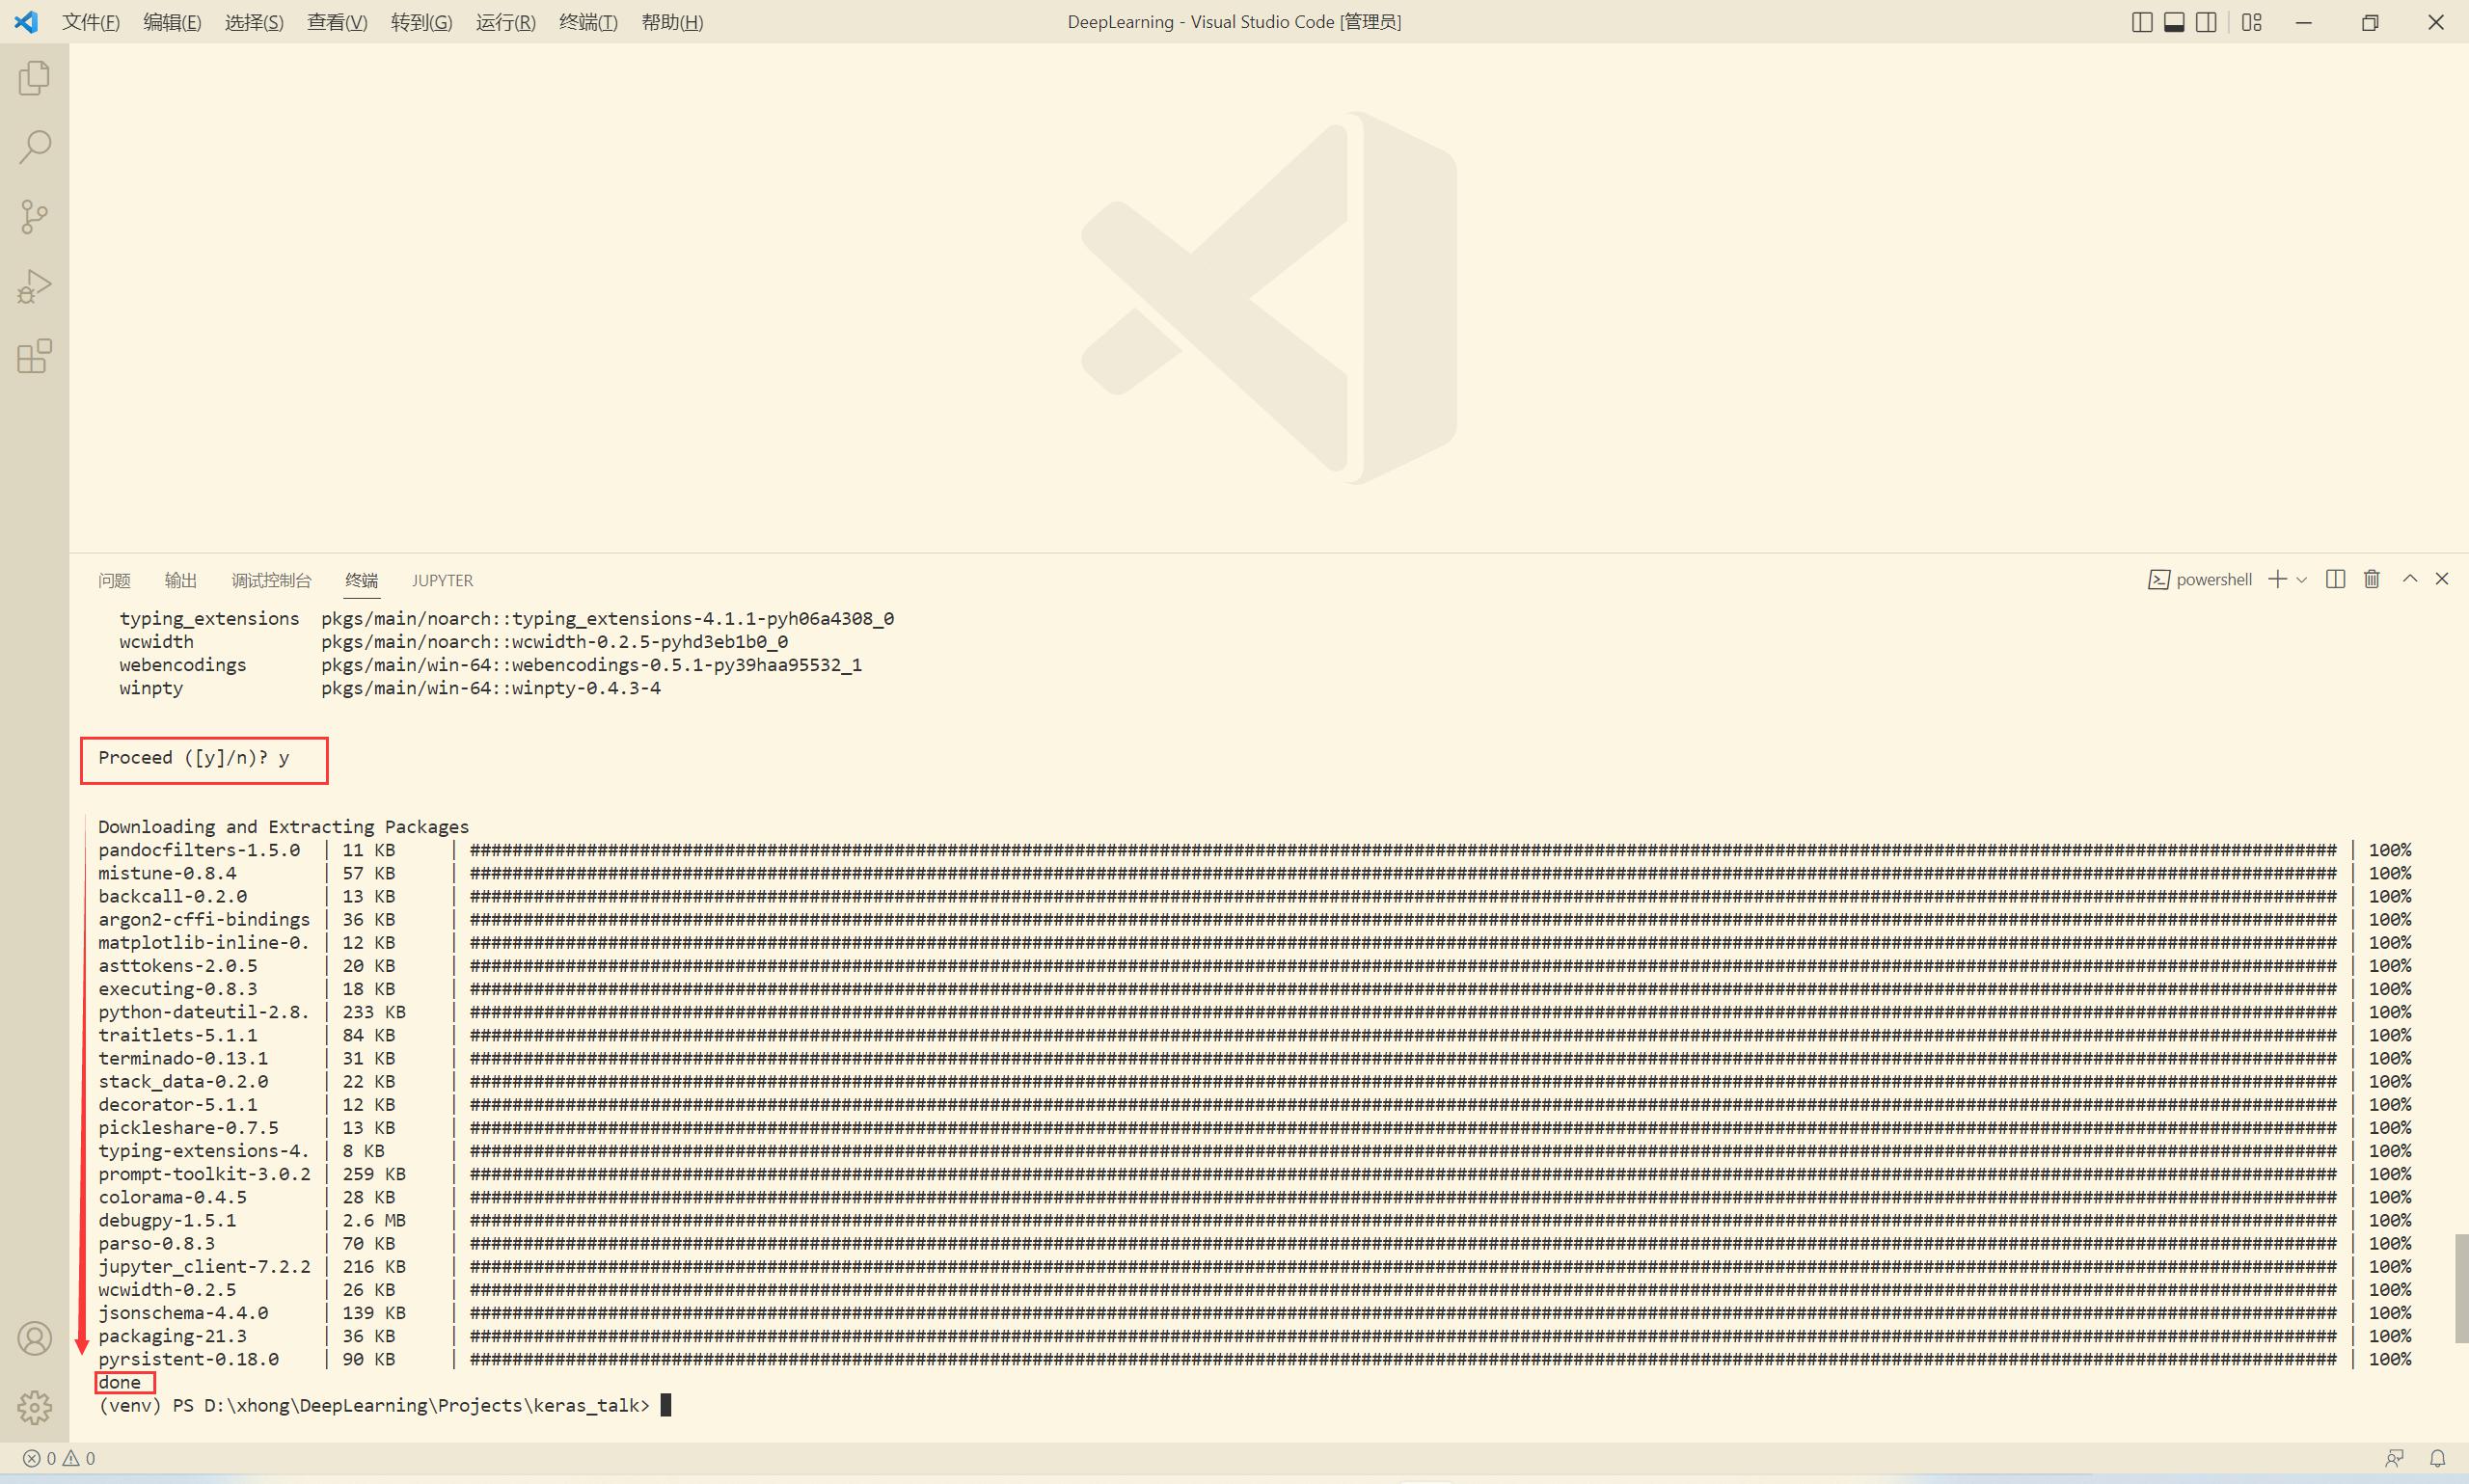 文件(F) 编辑(E) 选择(S) 查看(V) 转到(G) 运行(R) 终端(T) 帮助(H) DeepLearning - Visual Studio Code [管理员]
问题 输出 调试控制台 终端 JUPYTER powershell
typing_extensions pkgs/main/noarch::typing_extensions-4.1.1-pyh06a4308_0
wcwidth pkgs/main/noarch::wcwidth-0.2.5-pyhd3eb1b0_0
webencodings pkgs/main/win-64::webencodings-0.5.1-py39haa95532_1
winpty pkgs/main/win-64::winpty-0.4.3-4
Proceed ([y]/n)? y
Downloading and Extracting Packages
pandocfilters-1.5.0 | 11 KB | ############################################################ | 100%
mistune-0.8.4 | 57 KB | ############################################################ | 100%
backcall-0.2.0 | 13 KB | ############################################################ | 100%
argon2-cffi-bindings | 36 KB | ############################################################ | 100%
matplotlib-inline-0. | 12 KB | ############################################################ | 100%
asttokens-2.0.5 | 20 KB | ############################################################ | 100%
executing-0.8.3 | 18 KB | ############################################################ | 100%
python-dateutil-2.8. | 233 KB | ############################################################ | 100%
traitlets-5.1.1 | 84 KB | ############################################################ | 100%
terminado-0.13.1 | 31 KB | ############################################################ | 100%
stack_data-0.2.0 | 22 KB | ############################################################ | 100%
decorator-5.1.1 | 12 KB | ############################################################ | 100%
pickleshare-0.7.5 | 13 KB | ############################################################ | 100%
typing-extensions-4. | 8 KB | ############################################################ | 100%
prompt-toolkit-3.0.2 | 259 KB | ############################################################ | 100%
colorama-0.4.5 | 28 KB | ############################################################ | 100%
debugpy-1.5.1 | 2.6 MB | ############################################################ | 100%
parso-0.8.3 | 70 KB | ############################################################ | 100%
jupyter_client-7.2.2 | 216 KB | ############################################################ | 100%
wcwidth-0.2.5 | 26 KB | ############################################################ | 100%
jsonschema-4.4.0 | 139 KB | ############################################################ | 100%
packaging-21.3 | 36 KB | ############################################################ | 100%
pyrsistent-0.18.0 | 90 KB | ############################################################ | 100%
done
(venv) PS D:\xhong\DeepLearning\Projects\keras_talk>
0 0